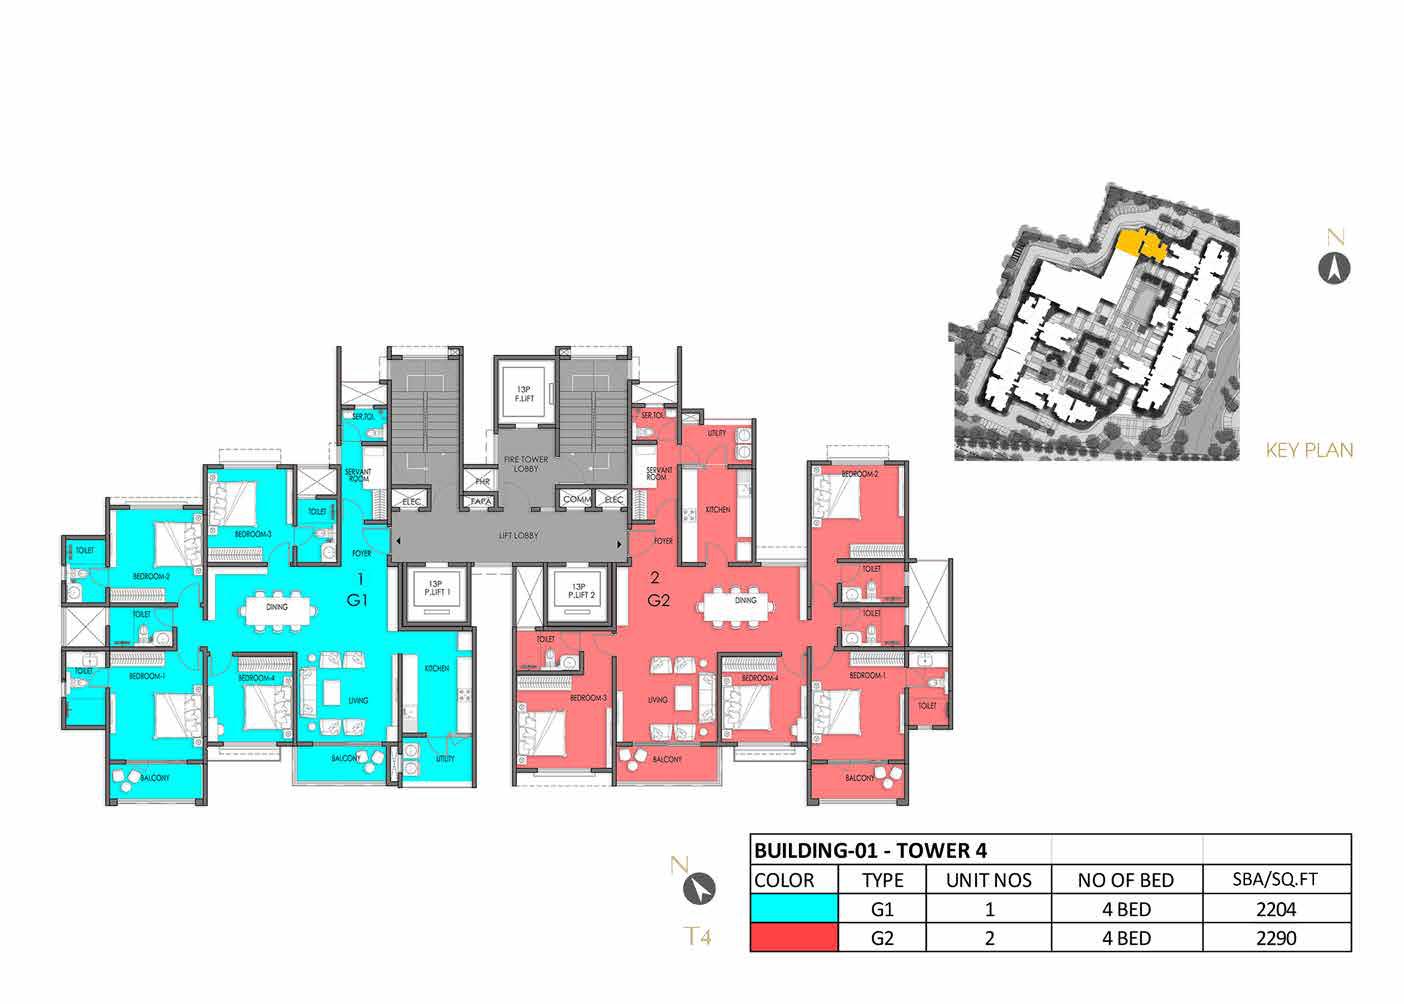 N
KEY PLAN
13P
F.LIFT
SER.TOI.
SER.TOI.
UTILITY
FIRE-TOWER
LOBBY
SERVANT
ROOM
SERVANT
ROOM
BEDROOM-2
BEDROOM-3
FHR
ELEC
FAPA
COMM
ELEC
TOILET
KITCHEN
LIFT LOBBY
FOYER
FOYER
TOILET
BEDROOM-2
TOILET
1
G1
2
G2
13P
P.LIFT 1
13P
P.LIFT 2
DINING
DINING
TOILET
TOILET
TOILET
TOILET
BEDROOM-1
BEDROOM-4
KITCHEN
BEDROOM-3
BEDROOM-4
BEDROOM-1
LIVING
LIVING
TOILET
TOILET
BALCONY
BALCONY
UTILITY
BALCONY
BALCONY
N
T4
BUILDING-01 - TOWER 4
COLOR TYPE UNIT NOS NO OF BED SBA/SQ.FT
G1 1 4 BED 2204
G2 2 4 BED 2290